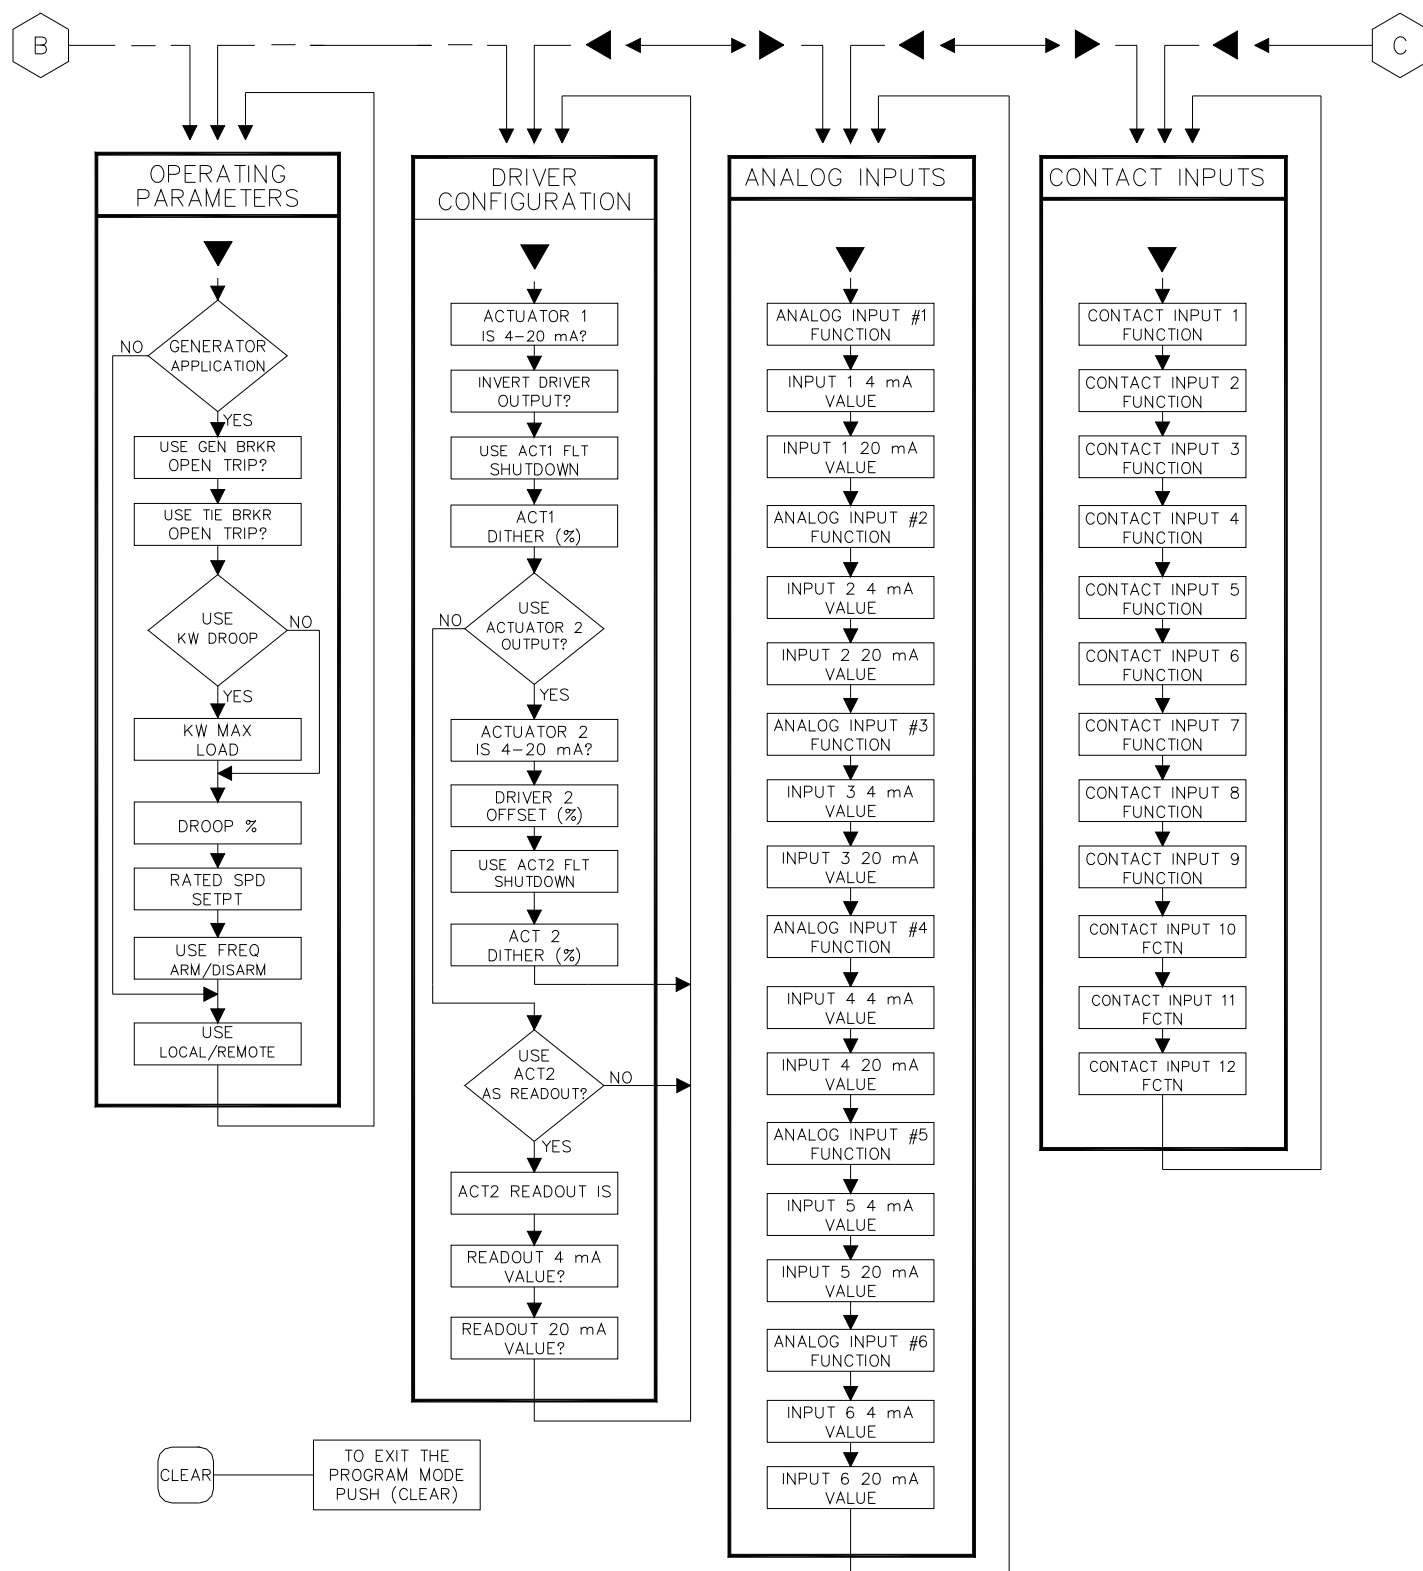 B
C
OPERATING
PARAMETERS
GENERATOR
APPLICATION
NO
YES
USE GEN BRKR
OPEN TRIP?
USE TIE BRKR
OPEN TRIP?
USE
KW DROOP
NO
YES
KW MAX
LOAD
DROOP %
RATED SPD
SETPT
USE FREQ
ARM/DISARM
USE
LOCAL/REMOTE
DRIVER
CONFIGURATION
ACTUATOR 1
IS 4-20 mA?
INVERT DRIVER
OUTPUT?
USE ACT1 FLT
SHUTDOWN
ACT1
DITHER (%)
USE
ACTUATOR 2
OUTPUT?
NO
YES
ACTUATOR 2
IS 4-20 mA?
DRIVER 2
OFFSET (%)
USE ACT2 FLT
SHUTDOWN
ACT 2
DITHER (%)
USE
ACT2
AS READOUT?
NO
YES
ACT2 READOUT IS
READOUT 4 mA
VALUE?
READOUT 20 mA
VALUE?
ANALOG INPUTS
ANALOG INPUT #1
FUNCTION
INPUT 1 4 mA
VALUE
INPUT 1 20 mA
VALUE
ANALOG INPUT #2
FUNCTION
INPUT 2 4 mA
VALUE
INPUT 2 20 mA
VALUE
ANALOG INPUT #3
FUNCTION
INPUT 3 4 mA
VALUE
INPUT 3 20 mA
VALUE
ANALOG INPUT #4
FUNCTION
INPUT 4 4 mA
VALUE
INPUT 4 20 mA
VALUE
ANALOG INPUT #5
FUNCTION
INPUT 5 4 mA
VALUE
INPUT 5 20 mA
VALUE
ANALOG INPUT #6
FUNCTION
INPUT 6 4 mA
VALUE
INPUT 6 20 mA
VALUE
CONTACT INPUTS
CONTACT INPUT 1
FUNCTION
CONTACT INPUT 2
FUNCTION
CONTACT INPUT 3
FUNCTION
CONTACT INPUT 4
FUNCTION
CONTACT INPUT 5
FUNCTION
CONTACT INPUT 6
FUNCTION
CONTACT INPUT 7
FUNCTION
CONTACT INPUT 8
FUNCTION
CONTACT INPUT 9
FUNCTION
CONTACT INPUT 10
FCTN
CONTACT INPUT 11
FCTN
CONTACT INPUT 12
FCTN
CLEAR
TO EXIT THE
PROGRAM MODE
PUSH (CLEAR)